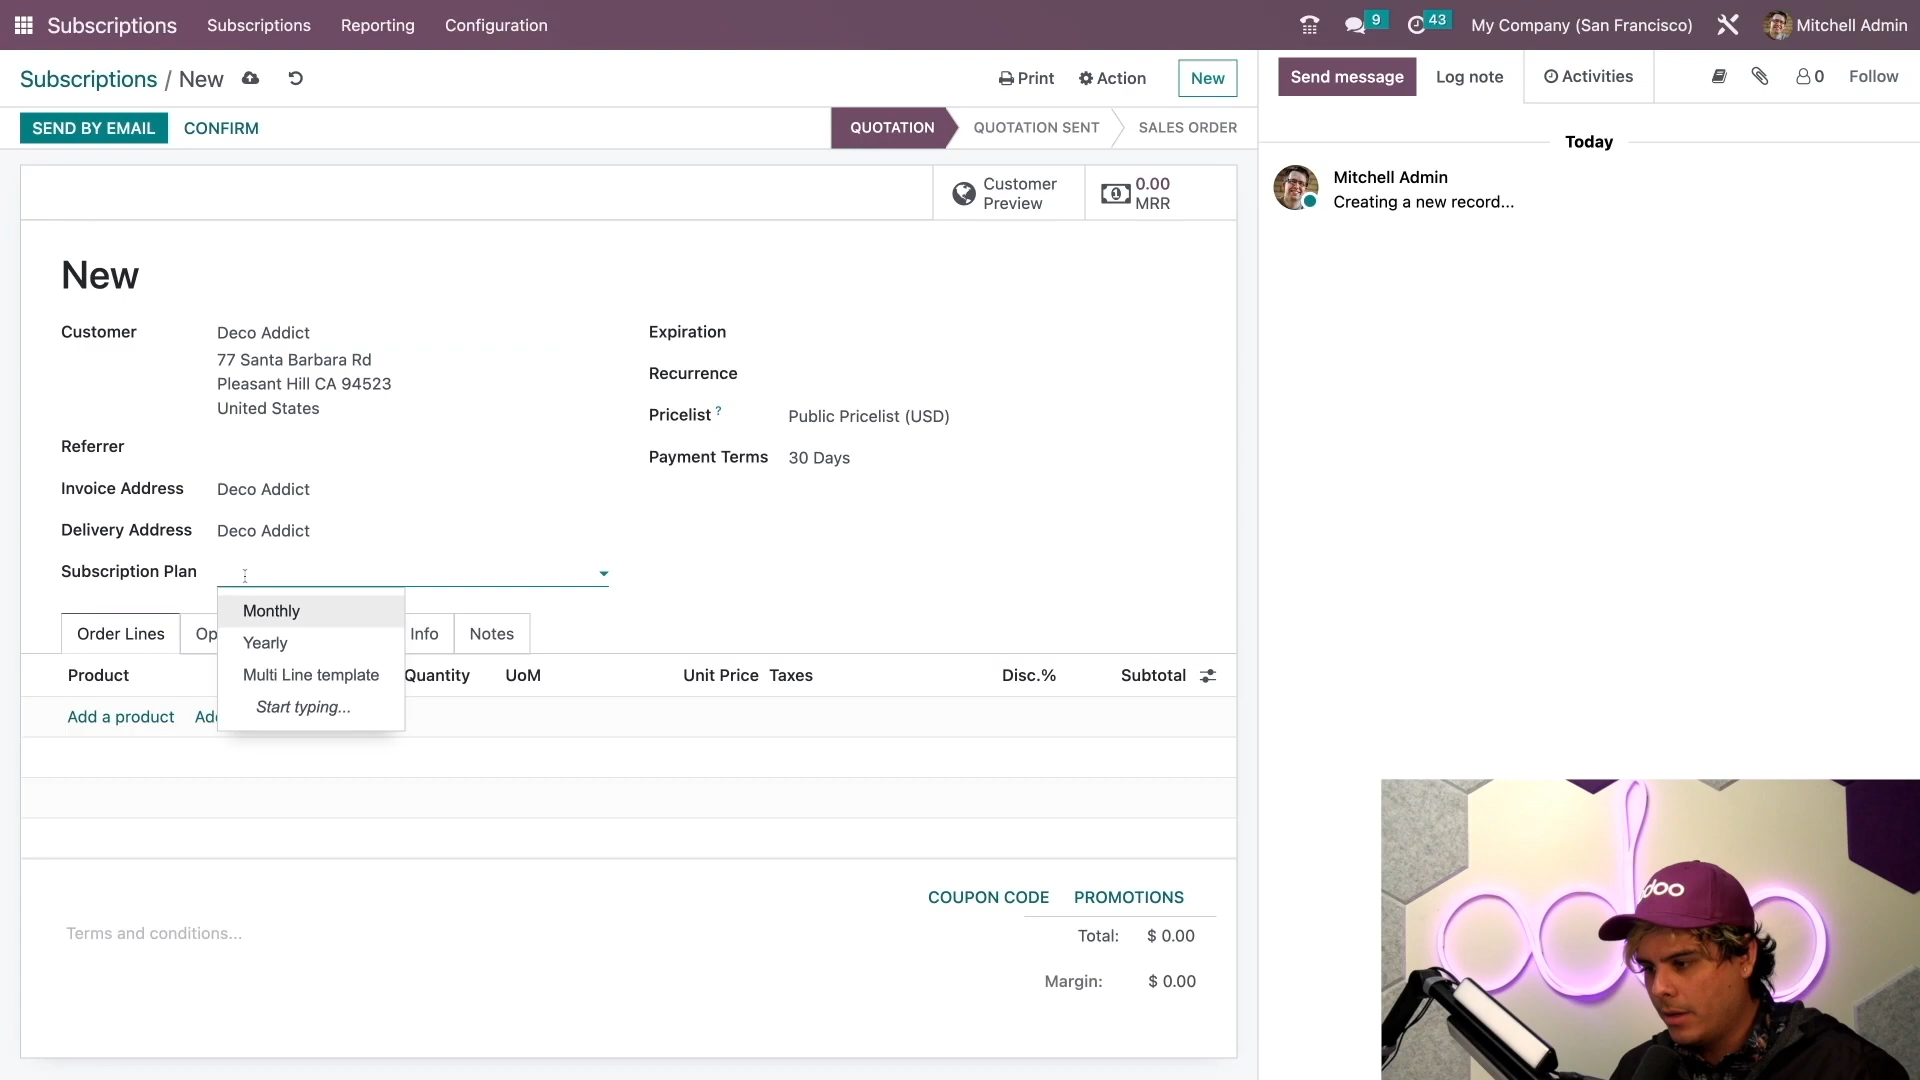 Subscriptions Subscriptions Reporting Configuration 9 43 My Company (San Francisco) Mitchell Admin
Subscriptions / New Print Action New
SEND BY EMAIL CONFIRM QUOTATION QUOTATION SENT SALES ORDER
Customer Preview
0.00 MRR
New
Customer Deco Addict
77 Santa Barbara Rd
Pleasant Hill CA 94523
United States
Referrer
Invoice Address Deco Addict
Delivery Address Deco Addict
Subscription Plan
Expiration
Recurrence
Pricelist ? Public Pricelist (USD)
Payment Terms 30 Days
Monthly
Yearly
Multi Line template
Start typing...
Order Lines Op Info Notes
Product Quantity UoM Unit Price Taxes Disc.% Subtotal
Add a product Add
COUPON CODE PROMOTIONS
Terms and conditions...
Total: $ 0.00
Margin: $ 0.00
Send message Log note Activities 0 Follow
Today
Mitchell Admin
Creating a new record...
odoo